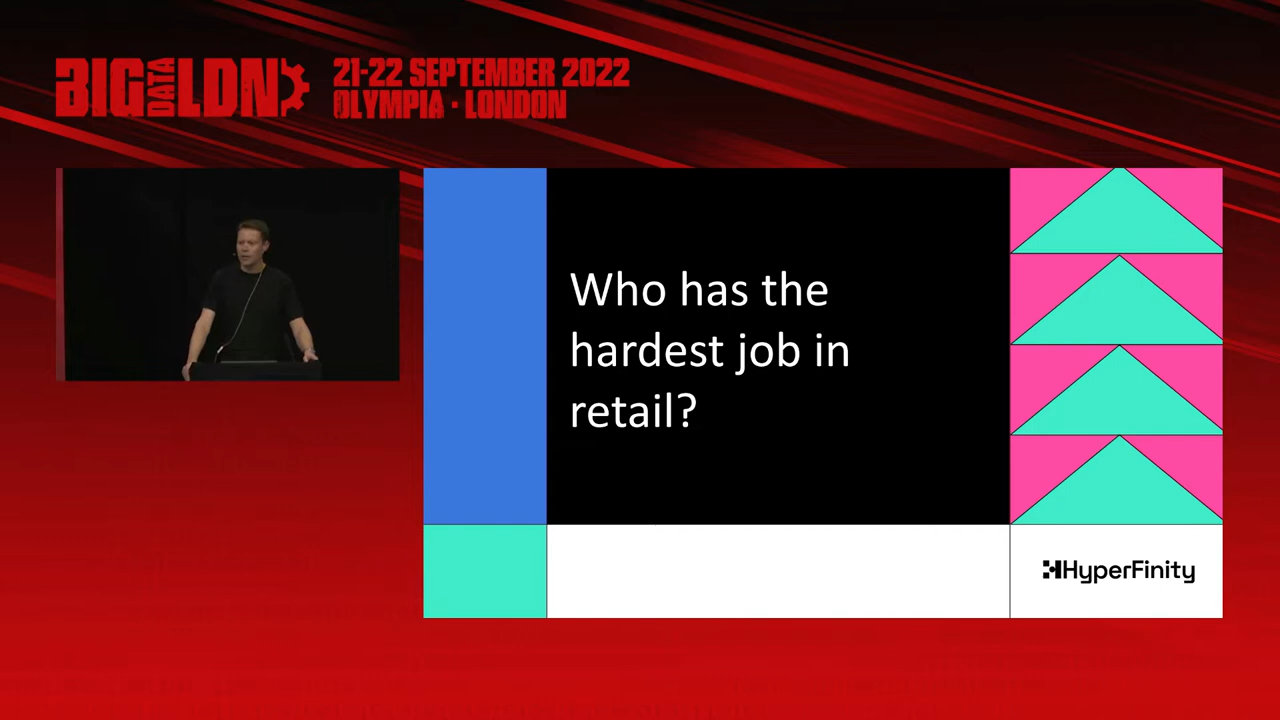 BIG DATA LDN
21-22 SEPTEMBER 2022
OLYMPIA · LONDON
Who has the
hardest job in
retail?
HyperFinity